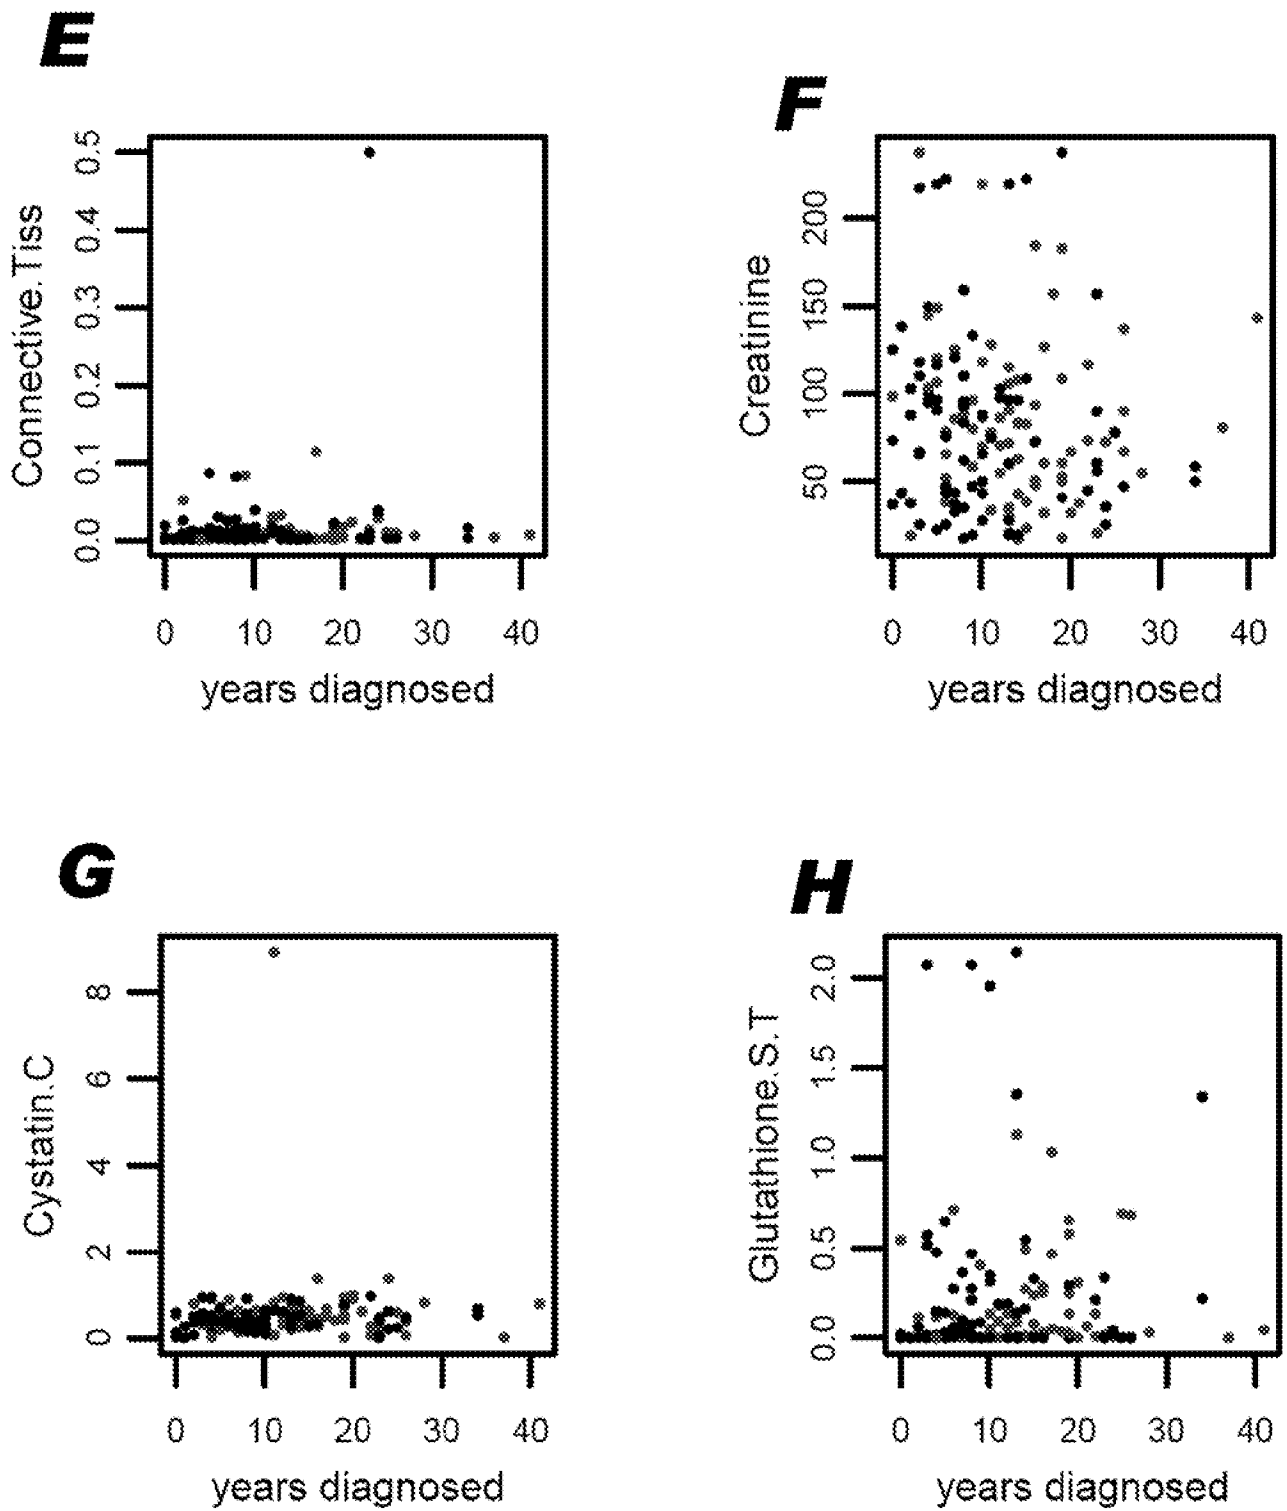 E
Connective.Tiss
0.5
0.4
0.3
0.2
0.1
0.0
0 10 20 30 40
years diagnosed
F
Creatinine
200
150
100
50
0 10 20 30 40
years diagnosed
G
Cystatin.C
8
6
4
2
0
0 10 20 30 40
years diagnosed
H
Glutathione.S.T
2.0
1.5
1.0
0.5
0.0
0 10 20 30 40
years diagnosed